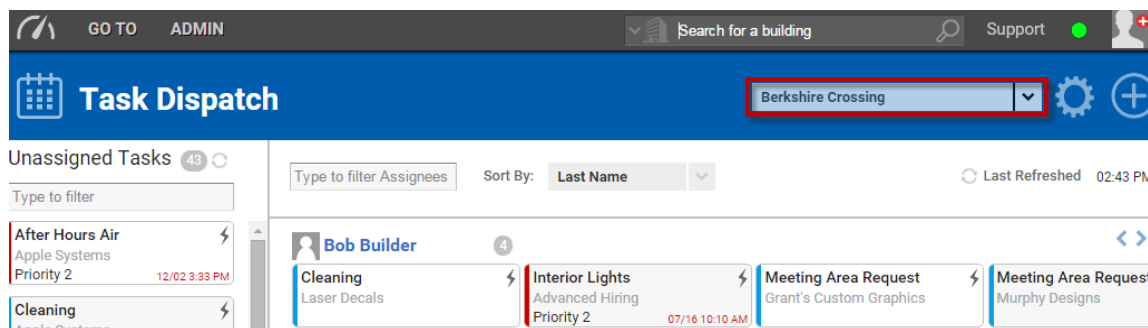 GO TO ADMIN Search for a building Support
Task Dispatch Berkshire Crossing
Unassigned Tasks 43
Type to filter
After Hours Air
Apple Systems
Priority 2 12/02 3:33 PM
Cleaning
Type to filter Assignees Sort By: Last Name Last Refreshed 02:43 PM
Bob Builder 4
Cleaning
Laser Decals
Interior Lights
Advanced Hiring
Priority 2 07/16 10:10 AM
Meeting Area Request
Grant's Custom Graphics
Meeting Area Request
Murphy Designs